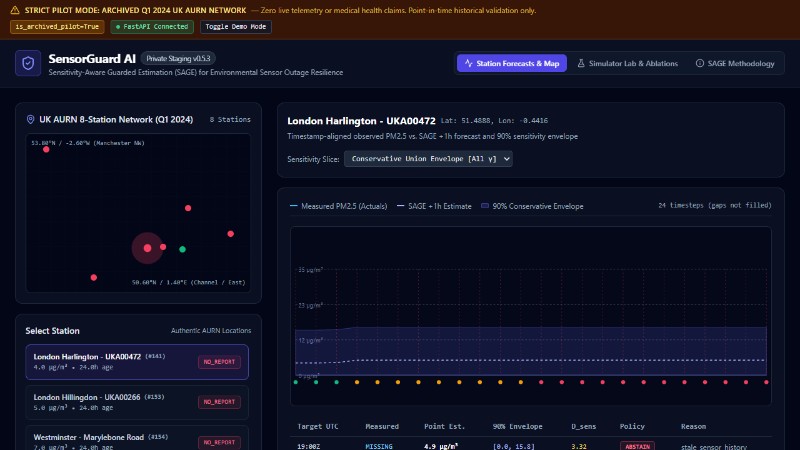 STRICT PILOT MODE: ARCHIVED Q1 2024 UK AURN NETWORK — Zero live telemetry or medical health claims. Point-in-time historical validation only.
is_archived_pilot=True
FastAPI Connected
Toggle Demo Mode
SensorGuard AI
Private Staging v0.5.3
Sensitivity-Aware Guarded Estimation (SAGE) for Environmental Sensor Outage Resilience
Station Forecasts & Map
Simulator Lab & Ablations
SAGE Methodology
UK AURN 8-Station Network (Q1 2024)
8 Stations
53.80°N / -2.60°W (Manchester NW)
50.60°N / 1.40°E (Channel / East)
Select Station
Authentic AURN Locations
London Harlington - UKA00472 (#141)
4.0 μg/m³ • 24.0h age
NO_REPORT
London Hillingdon - UKA00266 (#153)
5.0 μg/m³ • 24.0h age
NO_REPORT
Westminster - Marylebone Road (#154)
7.0 μg/m³ • 24.0h age
NO_REPORT
London Harlington - UKA00472 Lat: 51.4888, Lon: -0.4416
Timestamp-aligned observed PM2.5 vs. SAGE +1h forecast and 90% sensitivity envelope
Sensitivity Slice:
Conservative Union Envelope [All γ]
Measured PM2.5 (Actuals)
SAGE +1h Estimate
90% Conservative Envelope
24 timesteps (gaps not filled)
35 μg/m³
23 μg/m³
12 μg/m³
0 μg/m³
Target UTC
Measured
Point Est.
90% Envelope
D_sens
Policy
Reason
19:00Z
MISSING
4.9 μg/m³
[0.0, 15.8]
3.32
ABSTAIN
stale_sensor_history